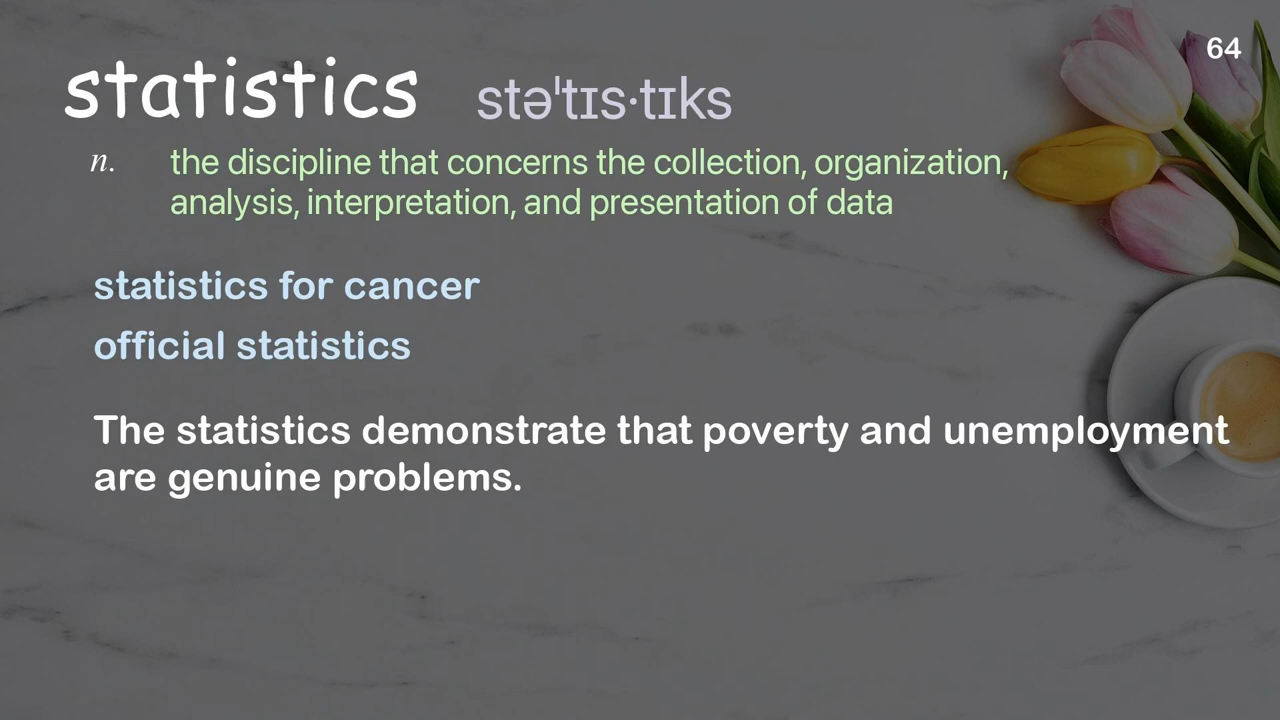 64
statistics stəˈtɪs·tɪks
n. the discipline that concerns the collection, organization,
analysis, interpretation, and presentation of data
statistics for cancer
official statistics
The statistics demonstrate that poverty and unemployment
are genuine problems.